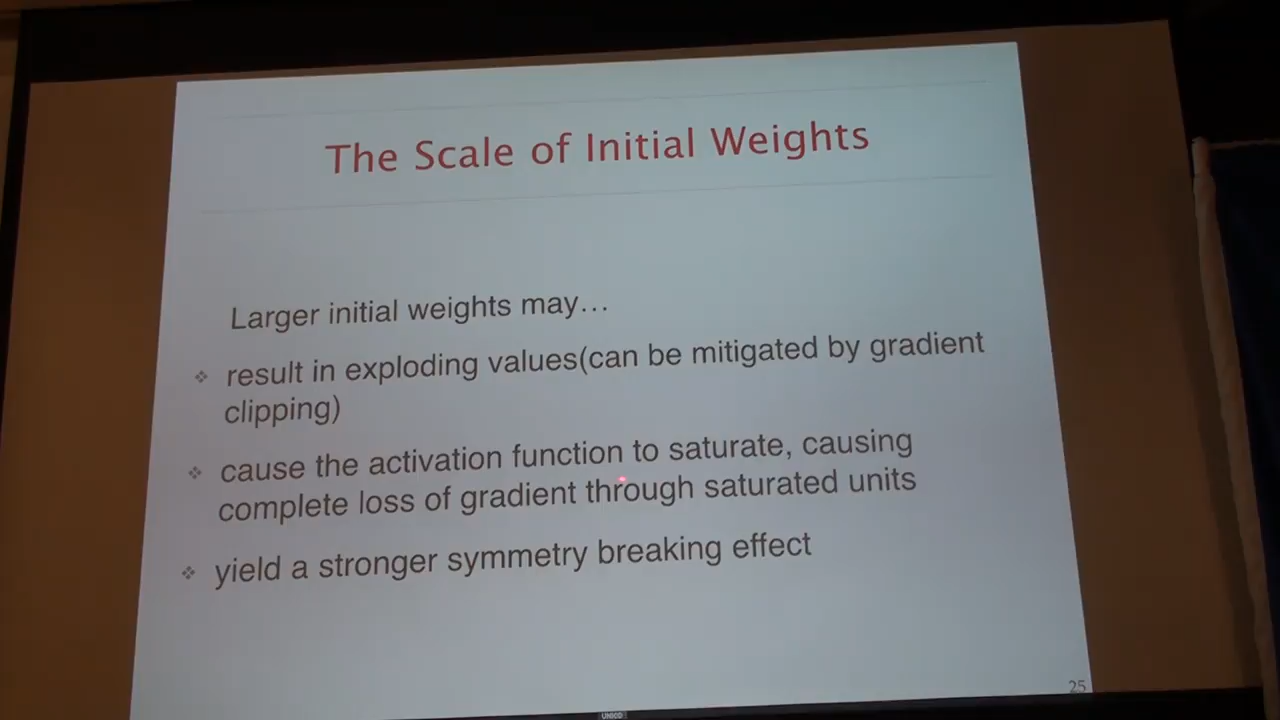 The Scale of Initial Weights
Larger initial weights may...
result in exploding values(can be mitigated by gradient
clipping)
cause the activation function to saturate, causing
complete loss of gradient through saturated units
yield a stronger symmetry breaking effect
25